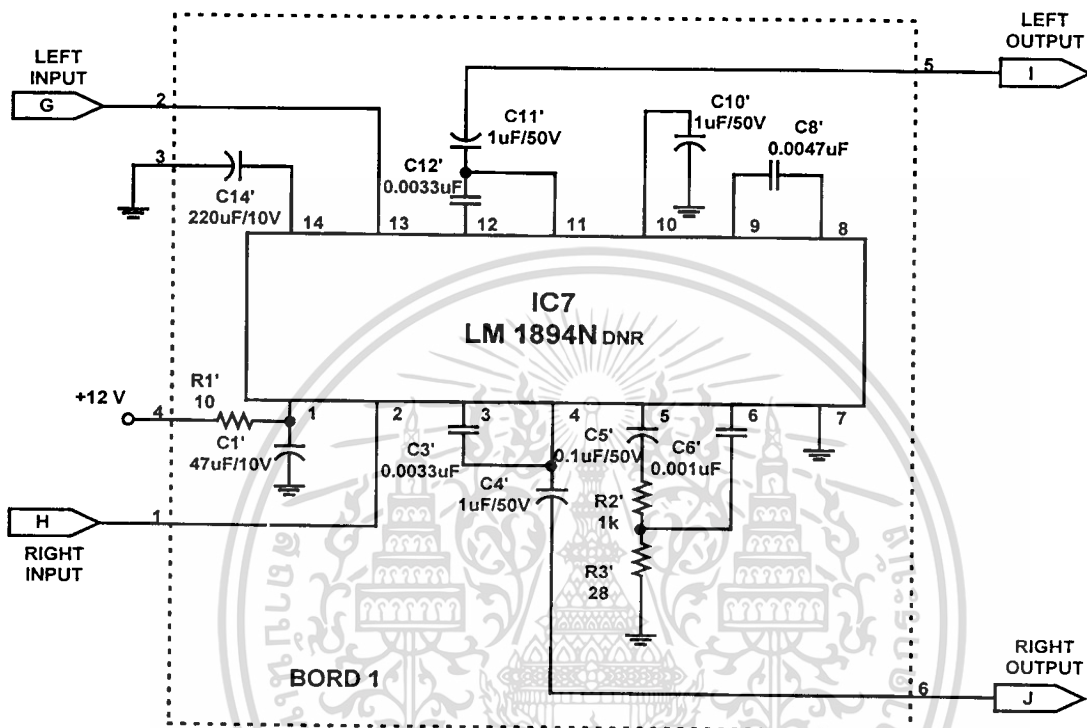 LEFT
OUTPUT
I
5
LEFT
INPUT
G
2
3
C14'
220uF/10V
C11'
1uF/50V
C12'
0.0033uF
C10'
1uF/50V
C8'
0.0047uF
14
13
12
11
10
9
8
IC7
LM 1894N DNR
+12 V
4
R1'
10
C1'
47uF/10V
1
2
3
4
5
6
7
C3'
0.0033uF
C4'
1uF/50V
C5'
0.1uF/50V
C6'
0.001uF
R2'
1k
R3'
28
H
1
RIGHT
INPUT
BORD 1
6
RIGHT
OUTPUT
J